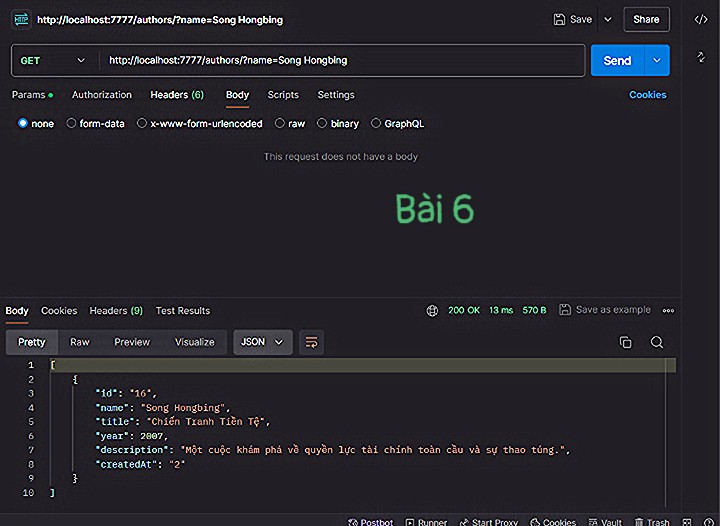 HTTP http://localhost:7777/authors/?name=Song Hongbing Save Share
GET http://localhost:7777/authors/?name=Song Hongbing Send
Params Authorization Headers (6) Body Scripts Settings Cookies
none form-data x-www-form-urlencoded raw binary GraphQL
This request does not have a body
Bài 6
Body Cookies Headers (9) Test Results 200 OK 13 ms 570 B Save as example
Pretty Raw Preview Visualize JSON
1 [
2 {
3 "id": "16",
4 "name": "Song Hongbing",
5 "title": "Chiến Tranh Tiền Tệ",
6 "year": 2007,
7 "description": "Một cuộc khám phá về quyền lực tài chính toàn cầu và sự thao túng.",
8 "createdAt": "2"
9 }
10 ]
Postbot Runner Start Proxy Cookies Vault Trash